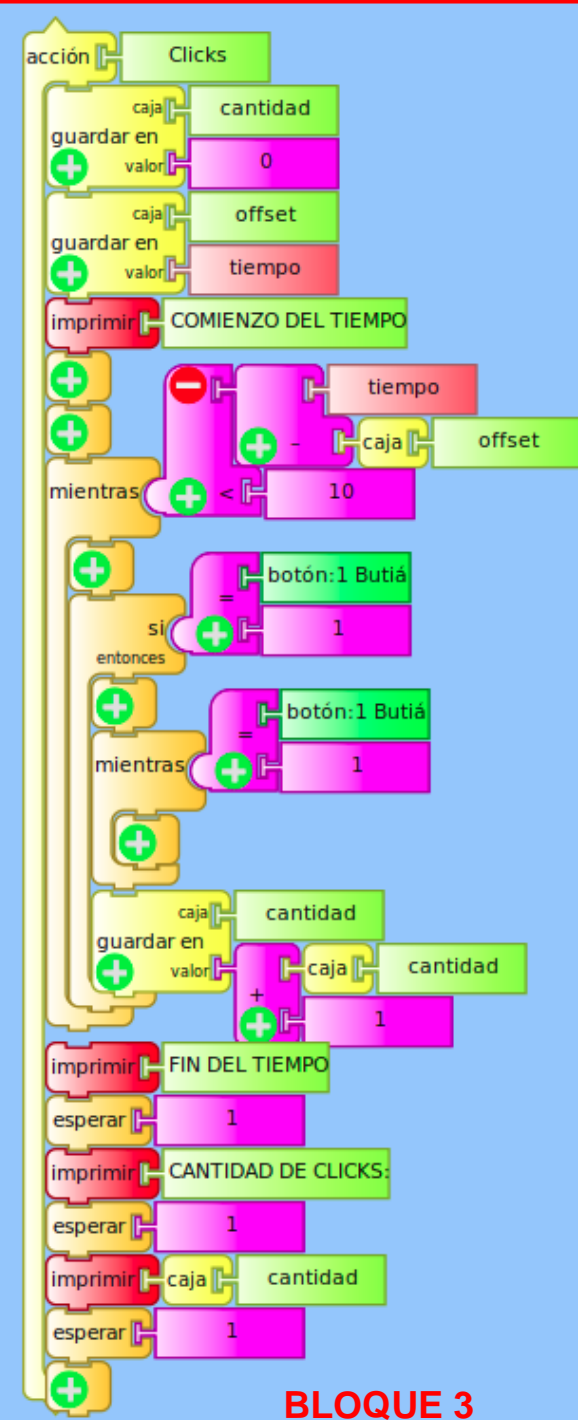 acción Clicks
caja cantidad
guardar en
valor 0
caja offset
guardar en
valor tiempo
imprimir COMIENZO DEL TIEMPO
tiempo
- caja offset
mientras < 10
botón:1 Butiá
=
si 1
entonces
botón:1 Butiá
=
mientras 1
caja cantidad
guardar en
valor caja cantidad
+
1
imprimir FIN DEL TIEMPO
esperar 1
imprimir CANTIDAD DE CLICKS:
esperar 1
imprimir caja cantidad
esperar 1
BLOQUE 3